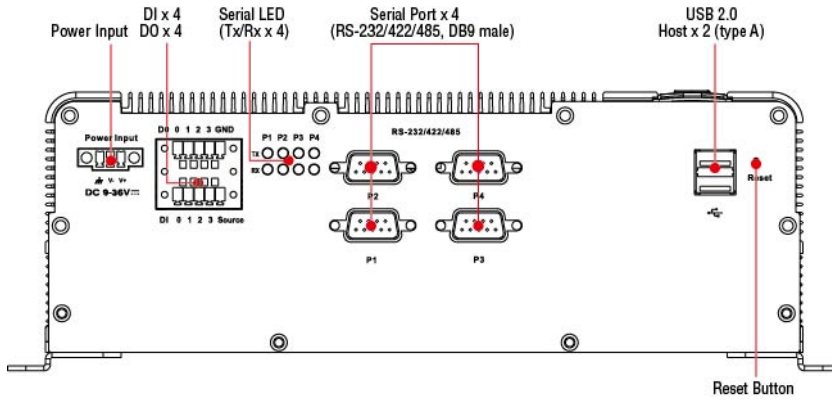 Power Input
DI x 4
DO x 4
Serial LED
(Tx/Rx x 4)
Serial Port x 4
(RS-232/422/485, DB9 male)
USB 2.0
Host x 2 (type A)
Power Input
V- V+
DC 9-36V
DO 0 1 2 3 GND
DI 0 1 2 3 Source
P1 P2 P3 P4
TX
RX
RS-232/422/485
P2
P4
P1
P3
Reset
Reset Button